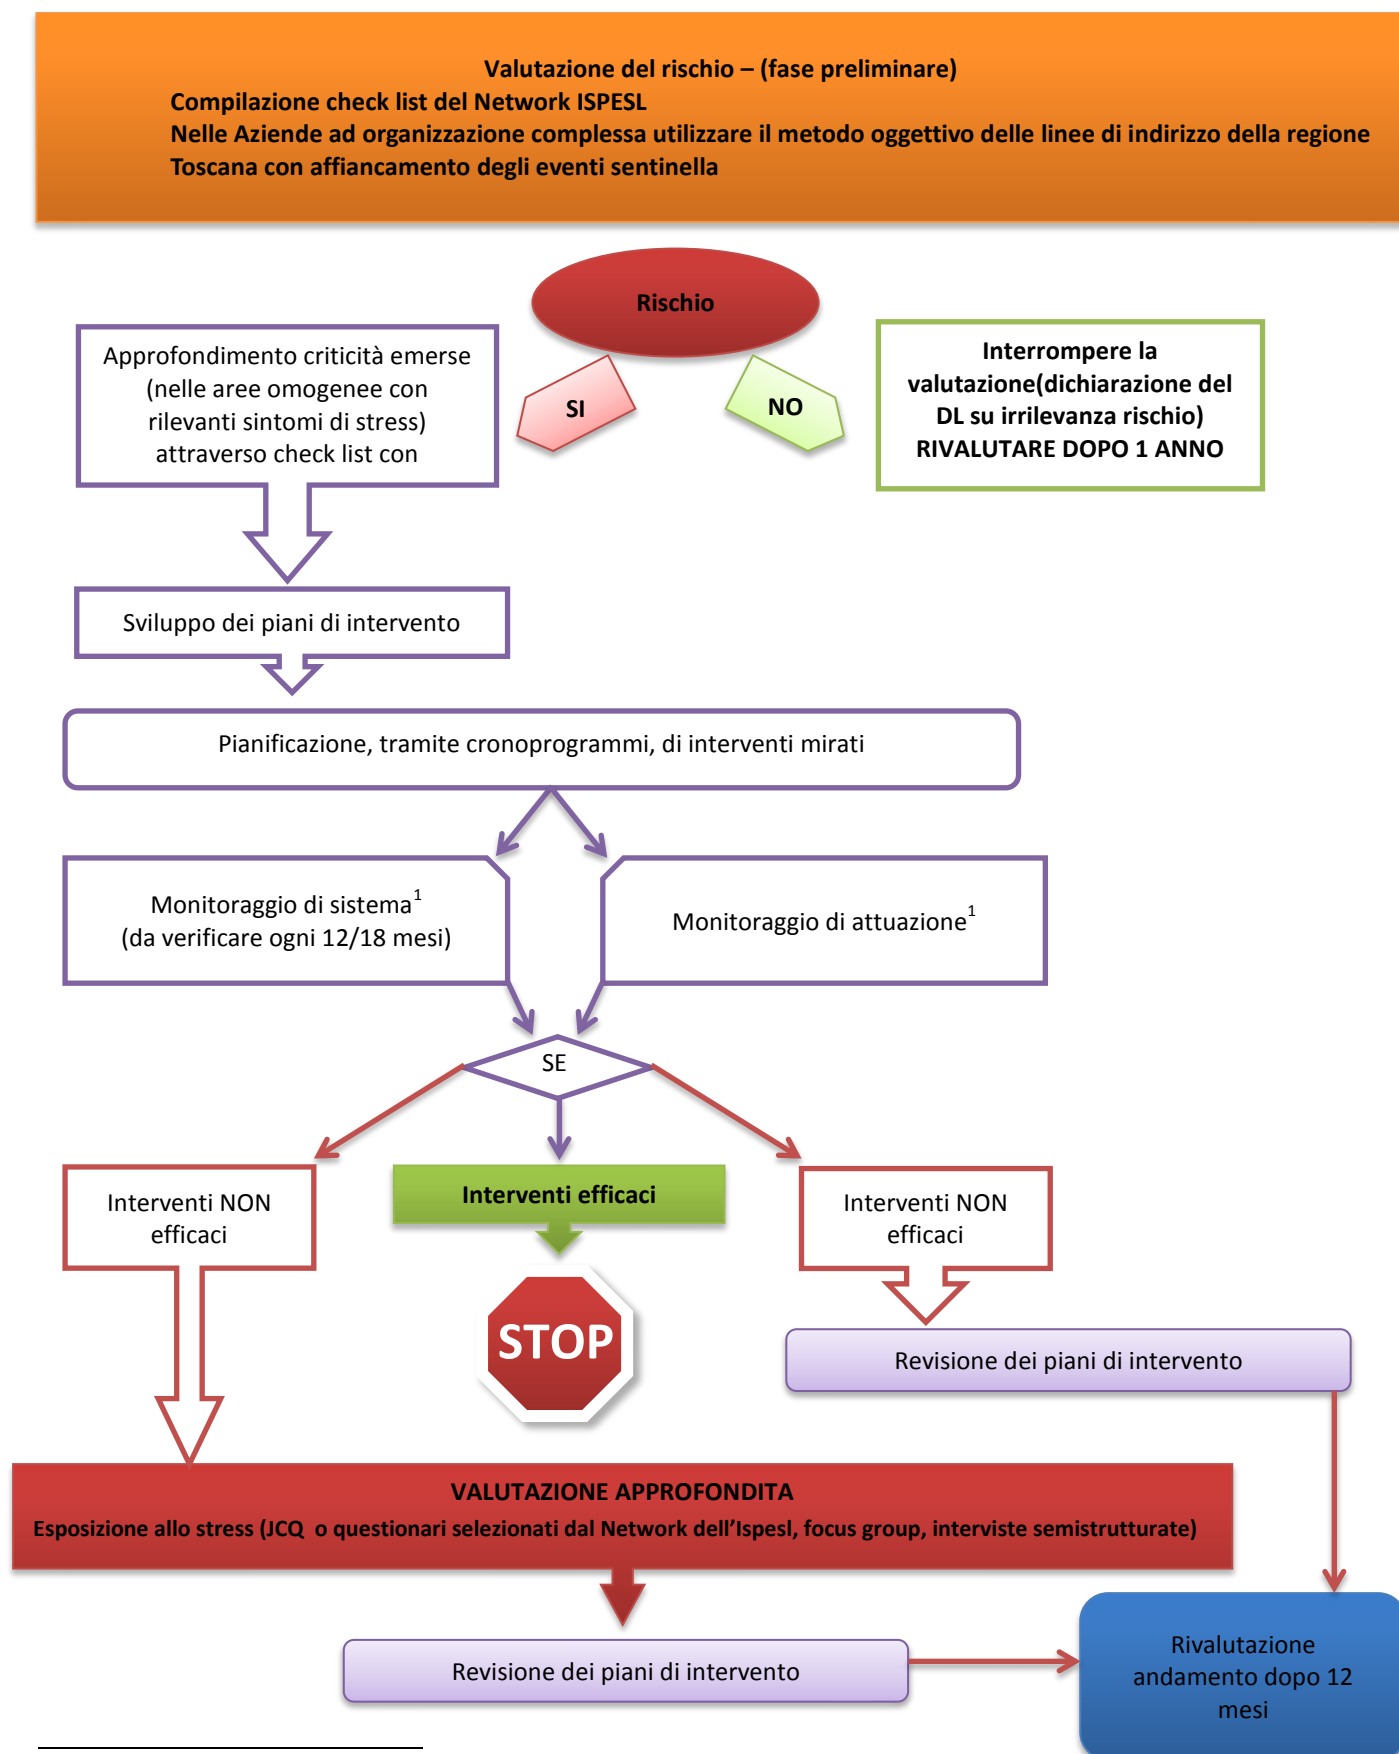 Valutazione del rischio – (fase preliminare)
Compilazione check list del Network ISPESL
Nelle Aziende ad organizzazione complessa utilizzare il metodo oggettivo delle linee di indirizzo della regione
Toscana con affiancamento degli eventi sentinella
Rischio
Approfondimento criticità emerse
(nelle aree omogenee con
rilevanti sintomi di stress)
attraverso check list con
SI
NO
Interrompere la
valutazione(dichiarazione del
DL su irrilevanza rischio)
RIVALUTARE DOPO 1 ANNO
Sviluppo dei piani di intervento
Pianificazione, tramite cronoprogrammi, di interventi mirati
Monitoraggio di sistema¹
(da verificare ogni 12/18 mesi)
Monitoraggio di attuazione¹
SE
Interventi NON
efficaci
Interventi efficaci
Interventi NON
efficaci
STOP
Revisione dei piani di intervento
VALUTAZIONE APPROFONDITA
Esposizione allo stress (JCQ o questionari selezionati dal Network dell’Ispesl, focus group, interviste semistrutturate)
Revisione dei piani di intervento
Rivalutazione
andamento dopo 12
mesi